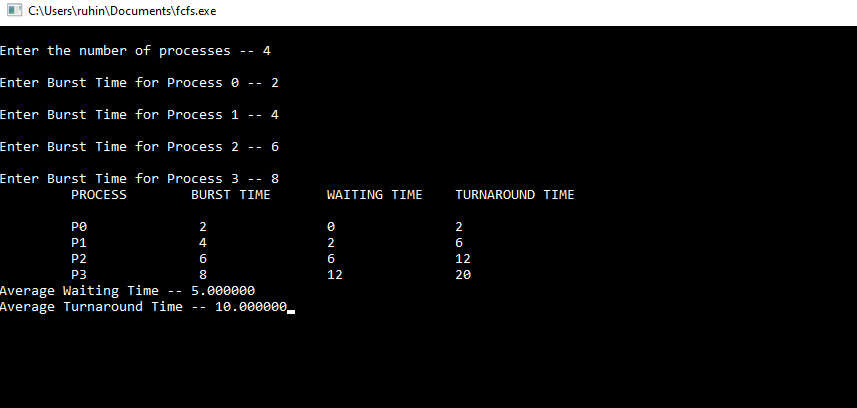 C:\Users\ruhin\Documents\fcfs.exe
Enter the number of processes -- 4
Enter Burst Time for Process 0 -- 2
Enter Burst Time for Process 1 -- 4
Enter Burst Time for Process 2 -- 6
Enter Burst Time for Process 3 -- 8
PROCESS BURST TIME WAITING TIME TURNAROUND TIME
P0 2 0 2
P1 4 2 6
P2 6 6 12
P3 8 12 20
Average Waiting Time -- 5.000000
Average Turnaround Time -- 10.000000